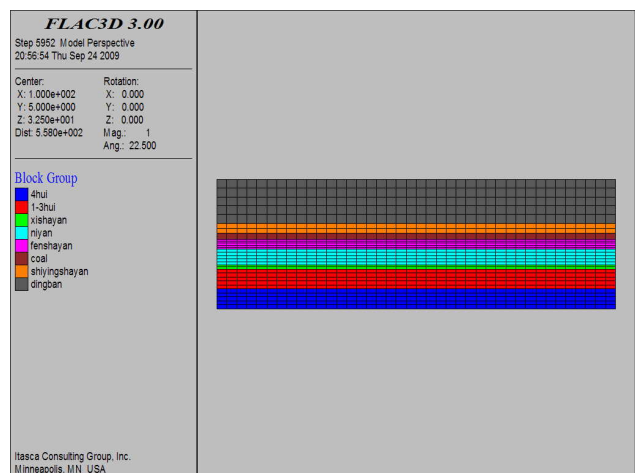 FLAC3D 3.00
Step 5952 Model Perspective
20:56:54 Thu Sep 24 2009
Center: Rotation:
X: 1.000e+002 X: 0.000
Y: 5.000e+000 Y: 0.000
Z: 3.250e+001 Z: 0.000
Dist: 5.580e+002 Mag.: 1
Ang.: 22.500
Block Group
4hui
1-3hui
xishayan
niyan
fenshayan
coal
shiyingshayan
dingban
Itasca Consulting Group, Inc.
Minneapolis, MN USA